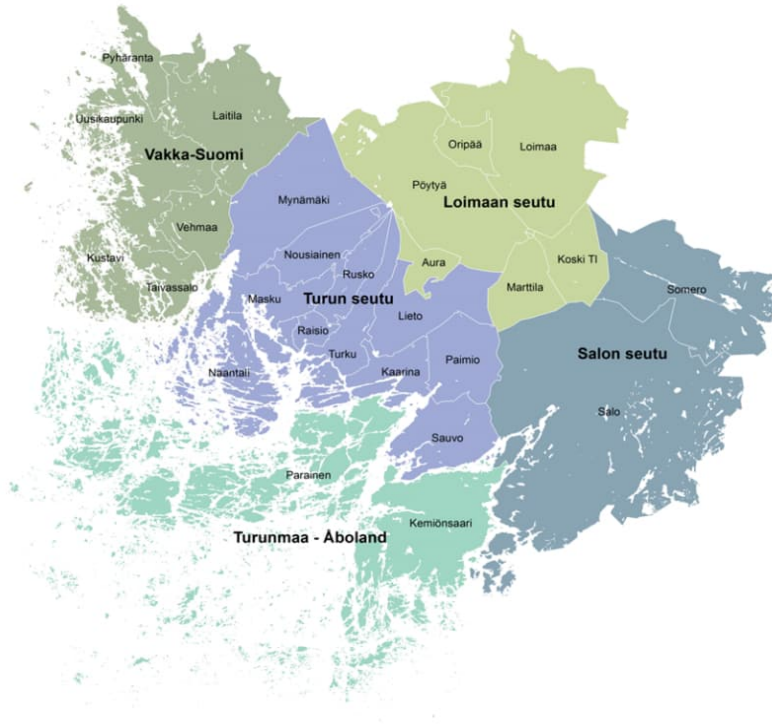 Pyhäranta
Uusikaupunki
Laitila
Vakka-Suomi
Vehmaa
Kustavi
Taivassalo
Oripää
Loimaa
Pöytyä
Loimaan seutu
Aura
Koski Tl
Marttila
Mynämäki
Nousiainen
Rusko
Masku
Turun seutu
Lieto
Raisio
Turku
Naantali
Kaarina
Paimio
Sauvo
Somero
Salon seutu
Salo
Parainen
Kemiönsaari
Turunmaa - Åboland